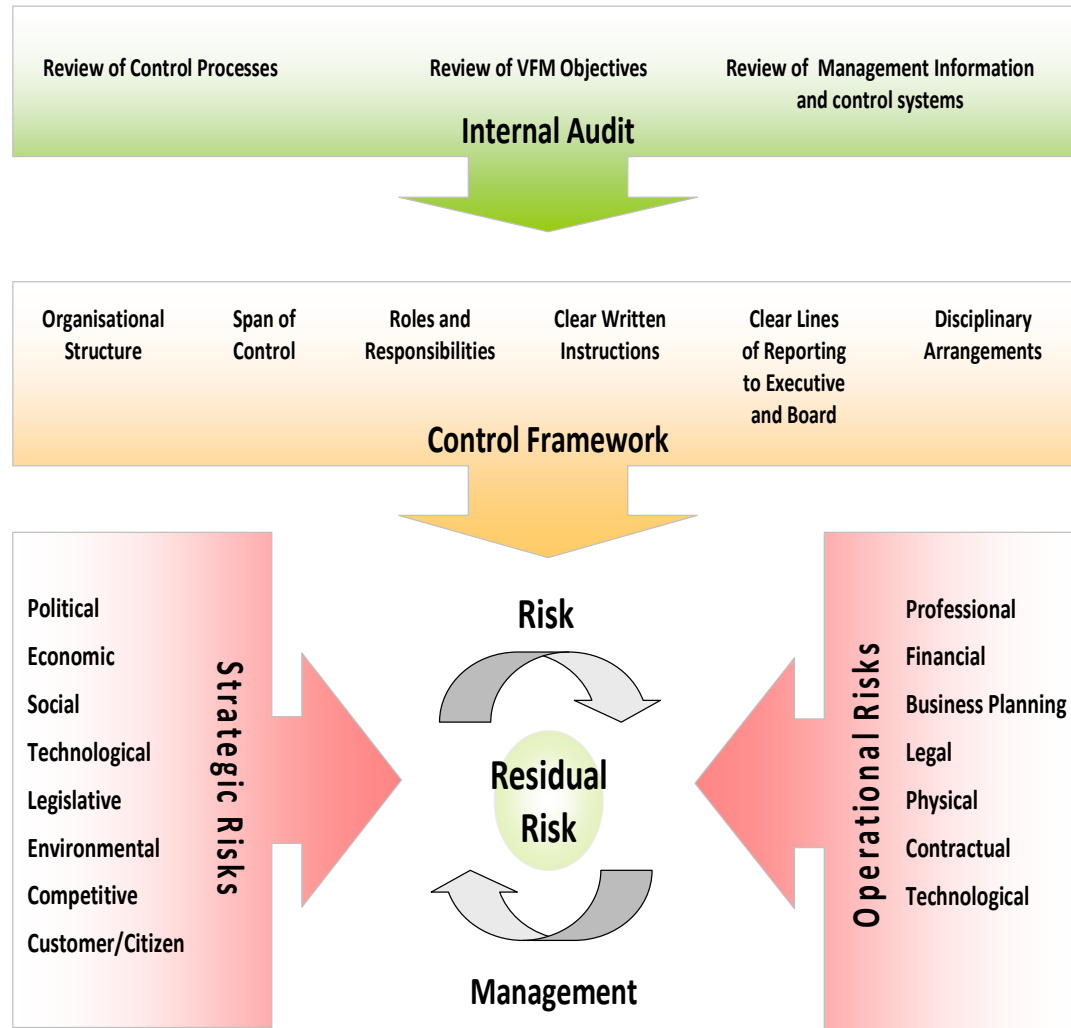 Review of Control Processes
Review of VFM Objectives
Review of Management Information
and control systems
Internal Audit
Organisational
Structure
Span of
Control
Roles and
Responsibilities
Clear Written
Instructions
Clear Lines
of Reporting
to Executive
and Board
Disciplinary
Arrangements
Control Framework
Political
Economic
Social
Technological
Legislative
Environmental
Competitive
Customer/Citizen
Strategic Risks
Risk
Residual
Risk
Management
Operational Risks
Professional
Financial
Business Planning
Legal
Physical
Contractual
Technological